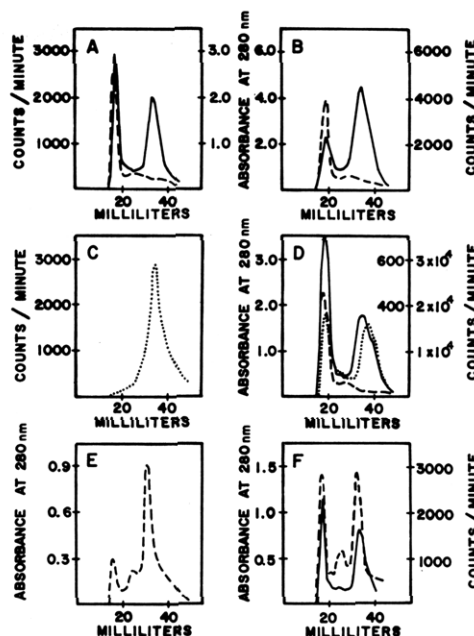 A
COUNTS / MINUTE
3000
2000
1000
3.0
2.0
1.0
20 40
MILLILITERS
B
ABSORBANCE AT 280 nm
6.0
4.0
2.0
6000
4000
2000
COUNTS / MINUTE
20 40
MILLILITERS
C
COUNTS / MINUTE
3000
2000
1000
20 40
MILLILITERS
D
ABSORBANCE AT 280 nm
3.0
2.0
1.0
600 3x10⁴
400 2x10⁴
1x10⁴
COUNTS / MINUTE
20 40
MILLILITERS
E
ABSORBANCE AT 280 nm
0.9
0.6
0.3
20 40
MILLILITERS
F
ABSORBANCE AT 280 nm
1.5
1.0
0.5
3000
2000
1000
COUNTS / MINUTE
20 40
MILLILITERS